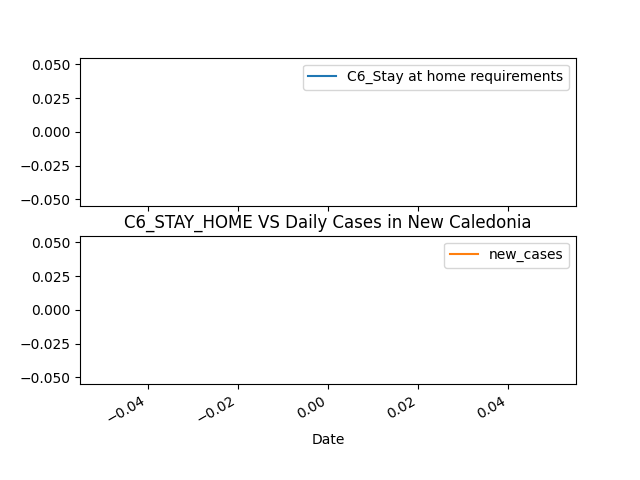 0.050
C6_Stay at home requirements
0.025
0.000
−0.025
−0.050
C6_STAY_HOME VS Daily Cases in New Caledonia
0.050
new_cases
0.025
0.000
−0.025
−0.050
−0.04 −0.02 0.00 0.02 0.04
Date